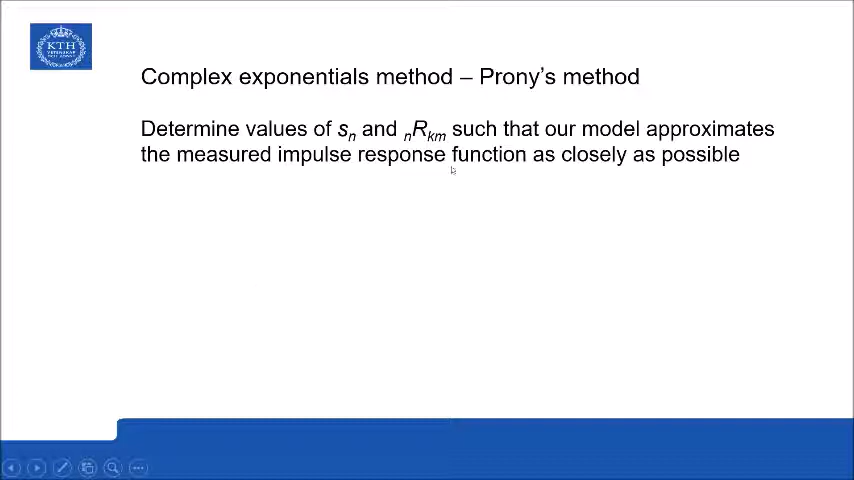 KTH
Complex exponentials method – Prony's method
Determine values of sn and nRkm such that our model approximates
the measured impulse response function as closely as possible